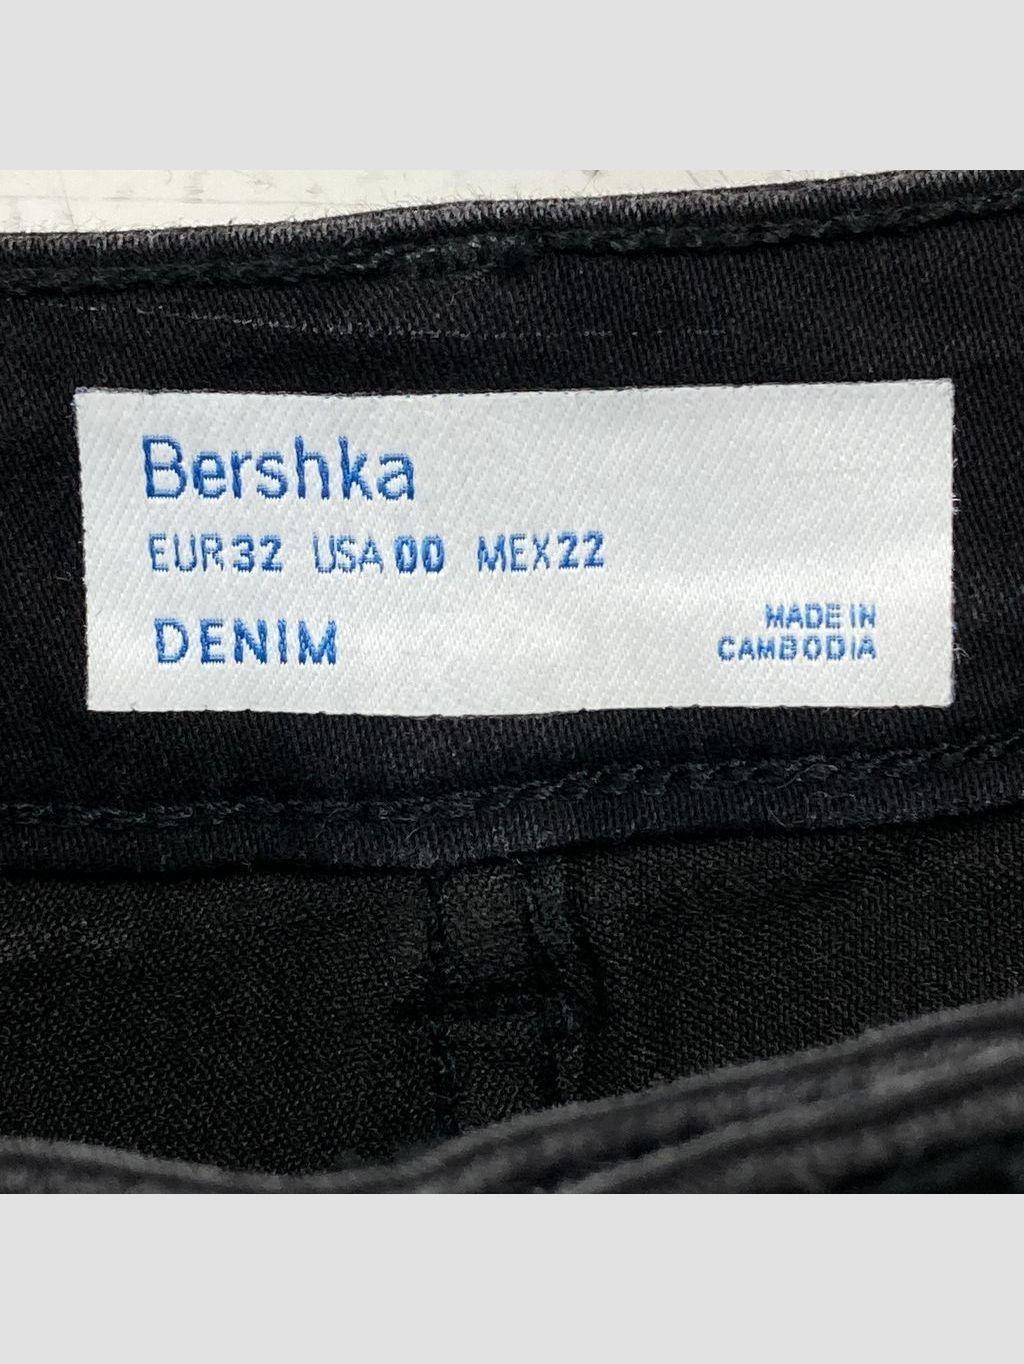 Bershka
EUR 32 USA 00 MEX 22
DENIM
MADE IN
CAMBODIA